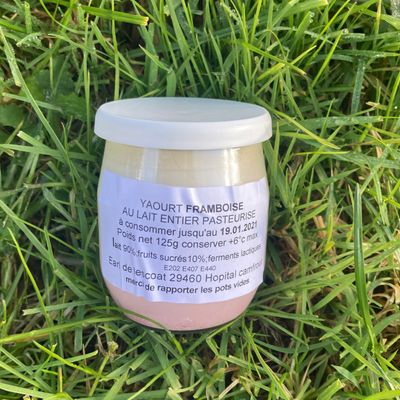 YAOURT FRAMBOISE
AU LAIT ENTIER PASTEURISE
à consommer jusqu'au 19.01.2021
Poids net 125g conserver +6°c max
lait 90%;fruits sucrés10%;ferments lactiques
E202 E407 E440
Earl de 29460 Hopital camfrout
merci de rapporter les pots vides